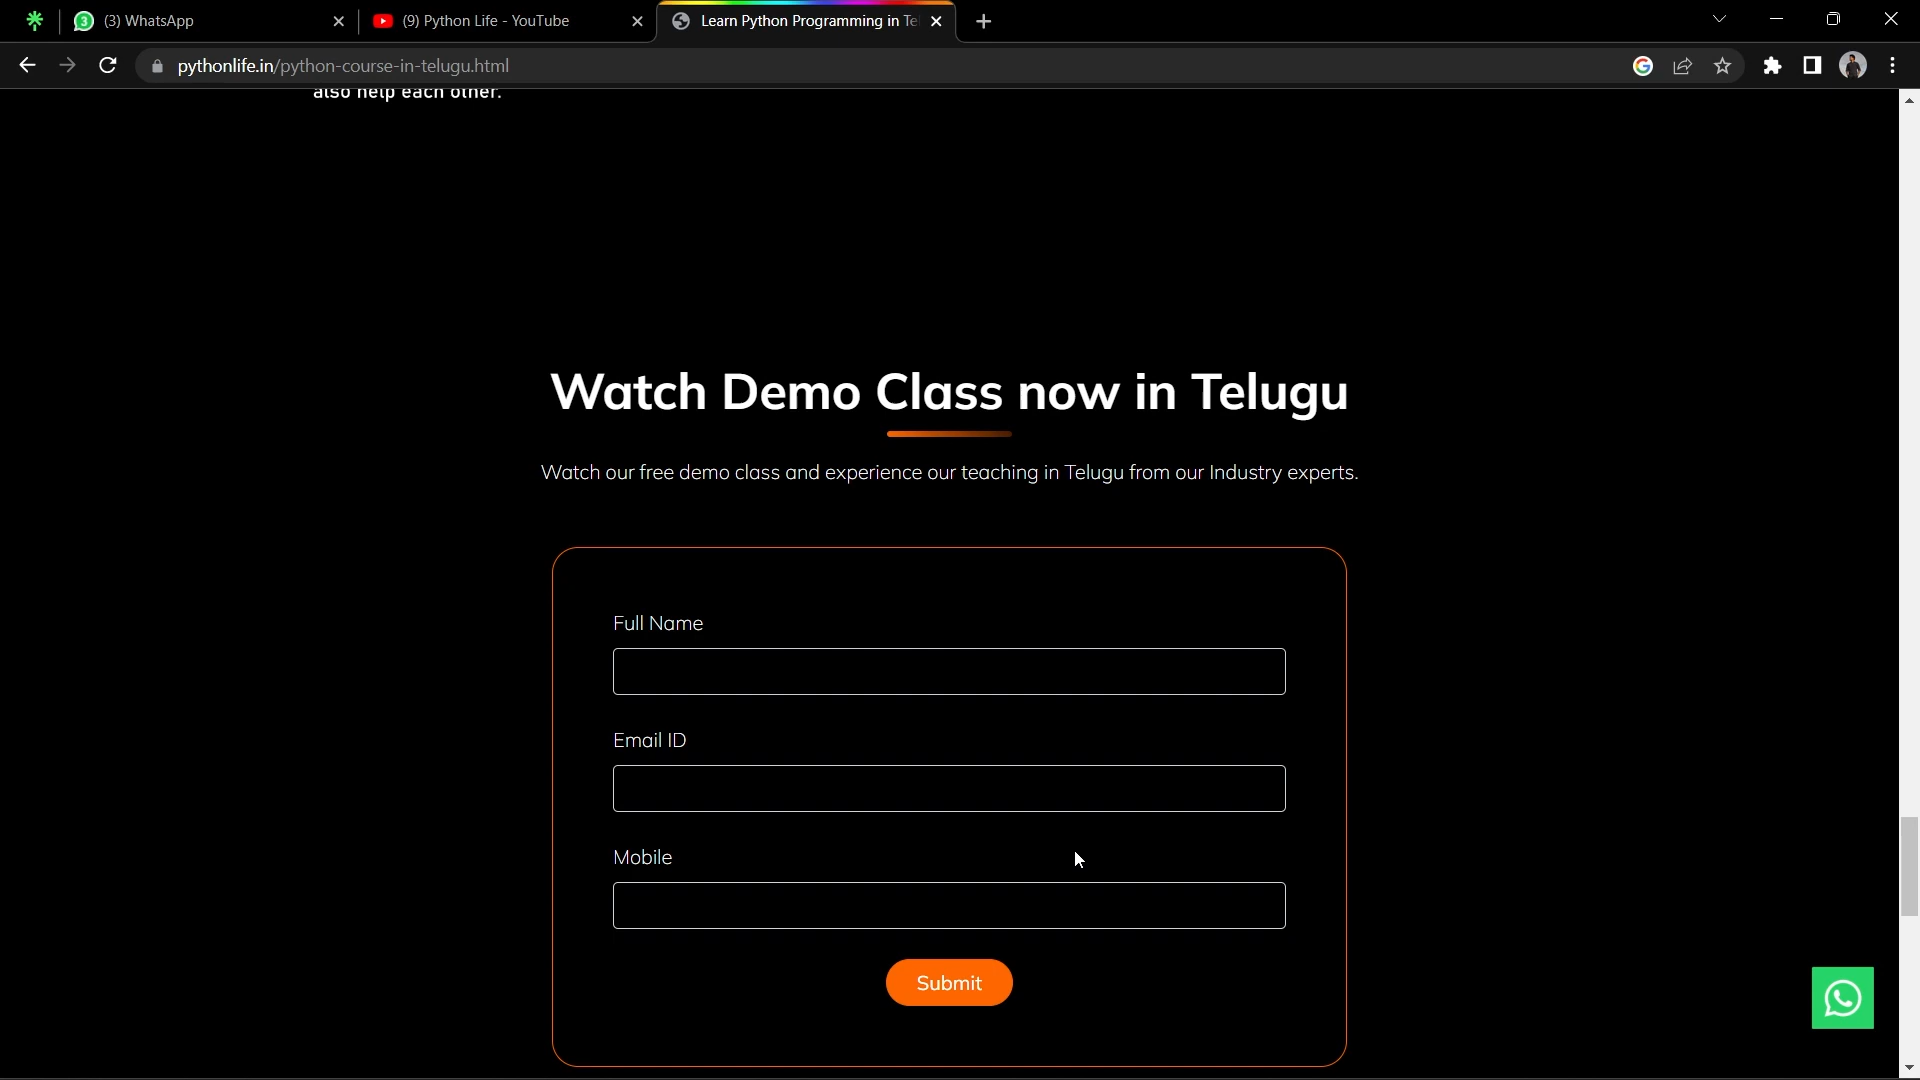 (3) WhatsApp
(9) Python Life - YouTube
Learn Python Programming in Te
pythonlife.in/python-course-in-telugu.html
also help each other.
Watch Demo Class now in Telugu
Watch our free demo class and experience our teaching in Telugu from our Industry experts.
Full Name
Email ID
Mobile
Submit